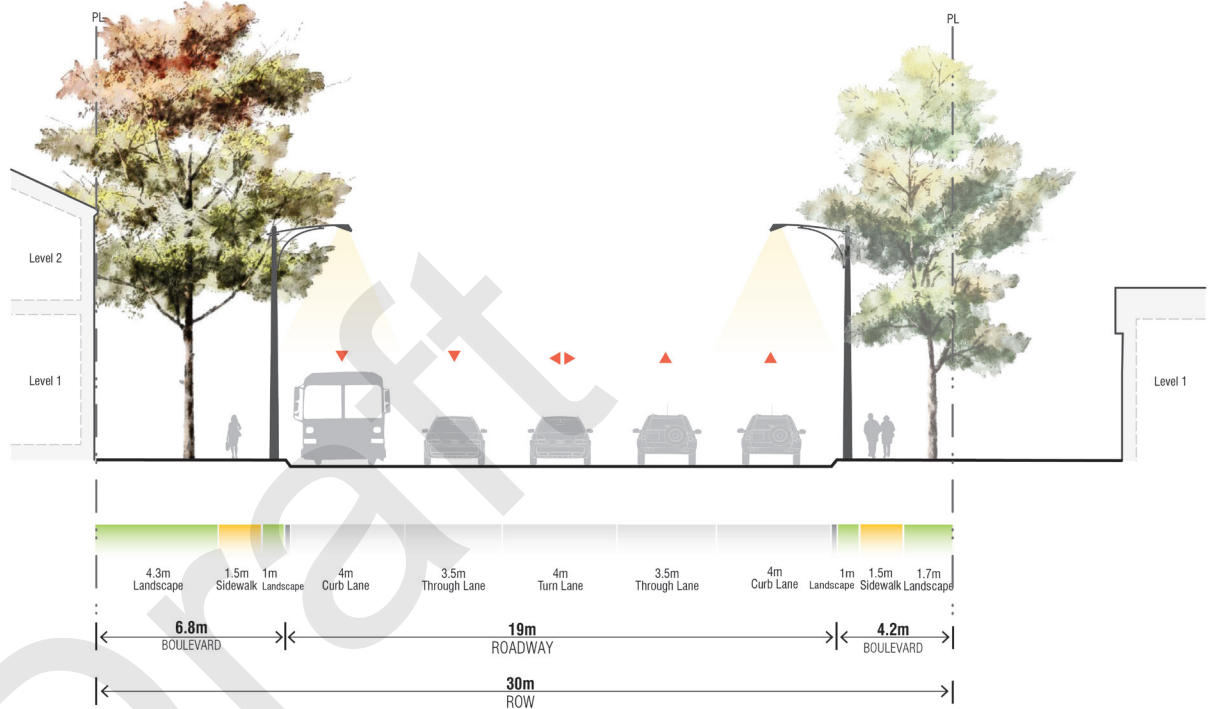 PL
PL
Level 2
Level 1
Level 1
4.3m
Landscape
1.5m
Sidewalk
1m
Landscape
4m
Curb Lane
3.5m
Through Lane
4m
Turn Lane
3.5m
Through Lane
4m
Curb Lane
1m
Landscape
1.5m
Sidewalk
1.7m
Landscape
6.8m
BOULEVARD
19m
ROADWAY
4.2m
BOULEVARD
30m
ROW
Draft